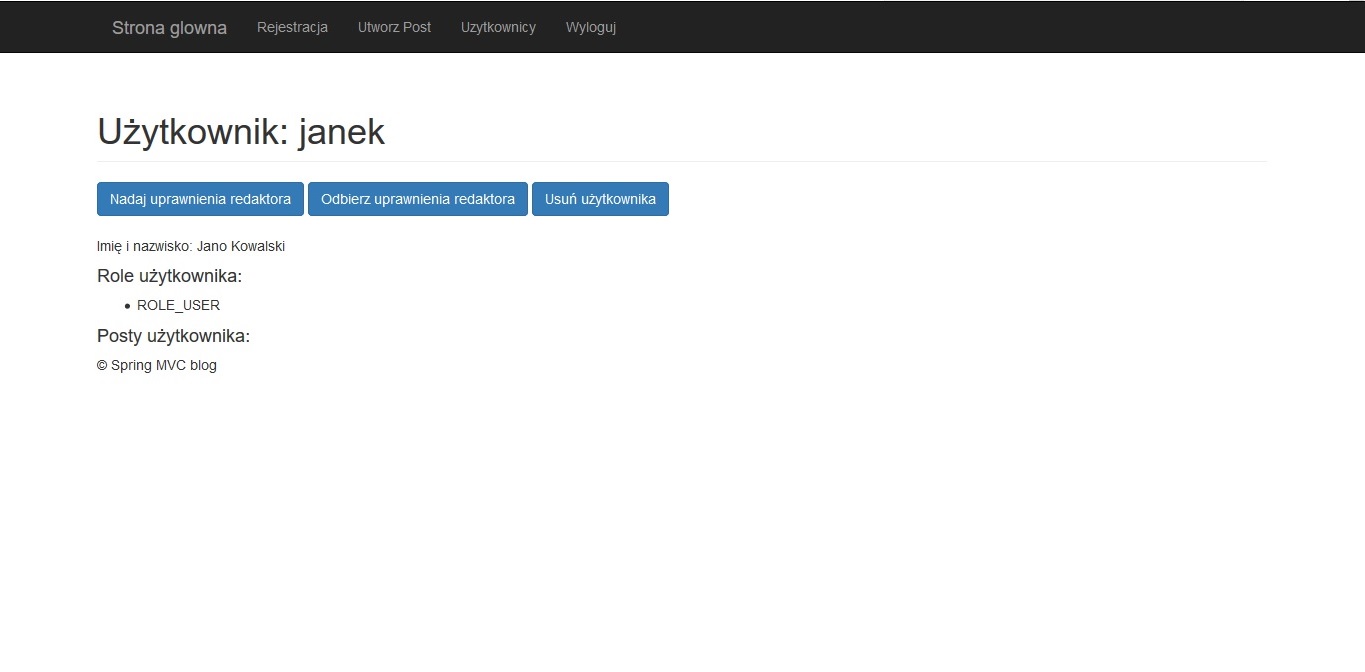 Strona glowna Rejestracja Utworz Post Uzytkownicy Wyloguj
Użytkownik: janek
Nadaj uprawnienia redaktora Odbierz uprawnienia redaktora Usuń użytkownika
Imię i nazwisko: Jano Kowalski
Role użytkownika:
• ROLE_USER
Posty użytkownika:
© Spring MVC blog